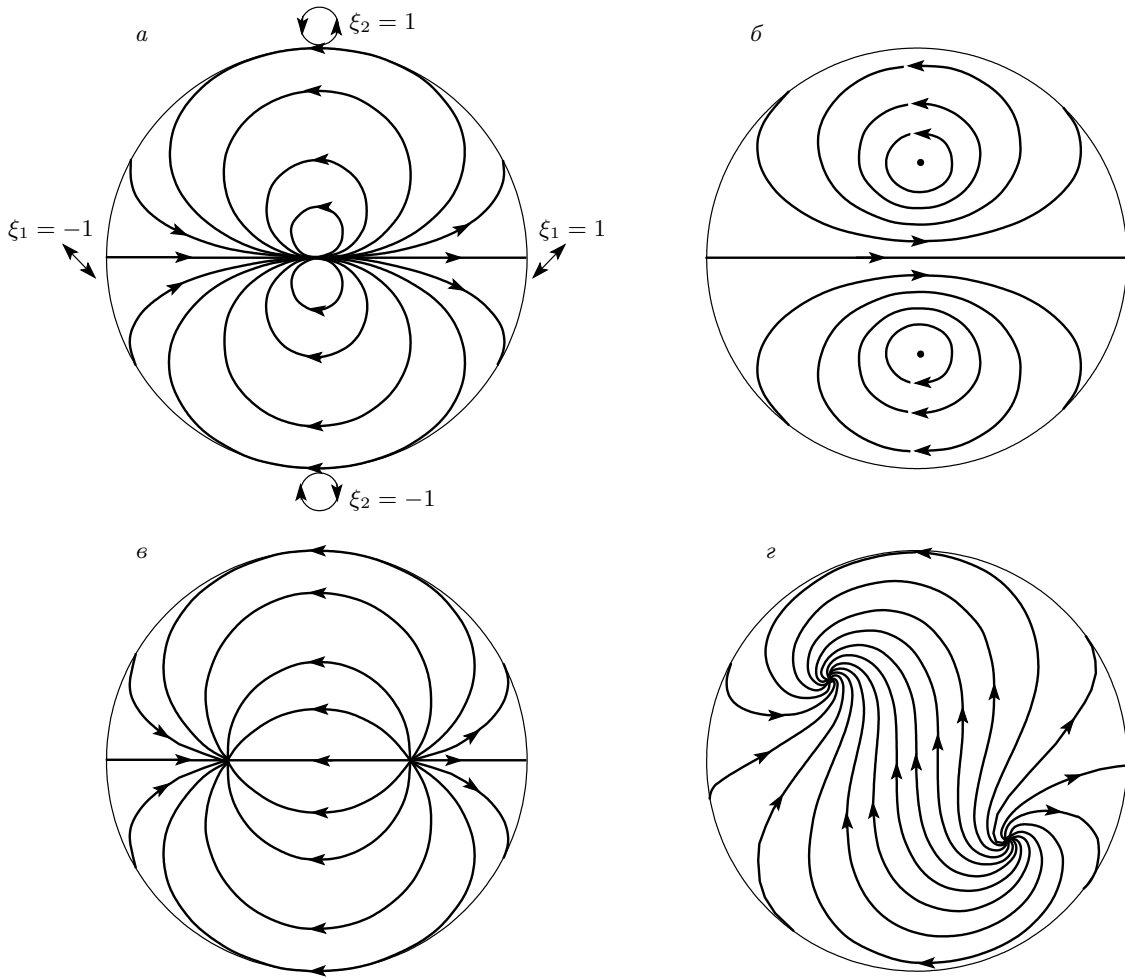 а
ξ₂ = 1
б
ξ₁ = −1
ξ₁ = 1
ξ₂ = −1
в
г